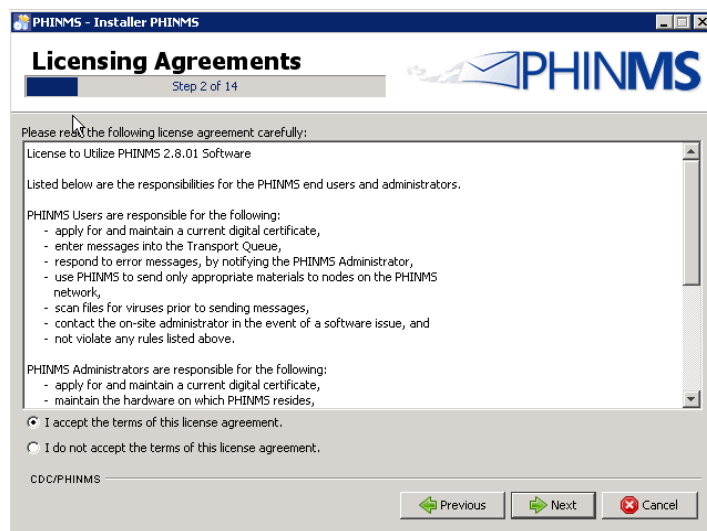 PHINMS - Installer PHINMS
Licensing Agreements
Step 2 of 14
PHINMS
Please read the following license agreement carefully:
License to Utilize PHINMS 2.8.01 Software
Listed below are the responsibilities for the PHINMS end users and administrators.
PHINMS Users are responsible for the following:
- apply for and maintain a current digital certificate,
- enter messages into the Transport Queue,
- respond to error messages, by notifying the PHINMS Administrator,
- use PHINMS to send only appropriate materials to nodes on the PHINMS
network,
- scan files for viruses prior to sending messages,
- contact the on-site administrator in the event of a software issue, and
- not violate any rules listed above.
PHINMS Administrators are responsible for the following:
- apply for and maintain a current digital certificate,
- maintain the hardware on which PHINMS resides,
I accept the terms of this license agreement.
I do not accept the terms of this license agreement.
CDC/PHINMS
Previous
Next
Cancel